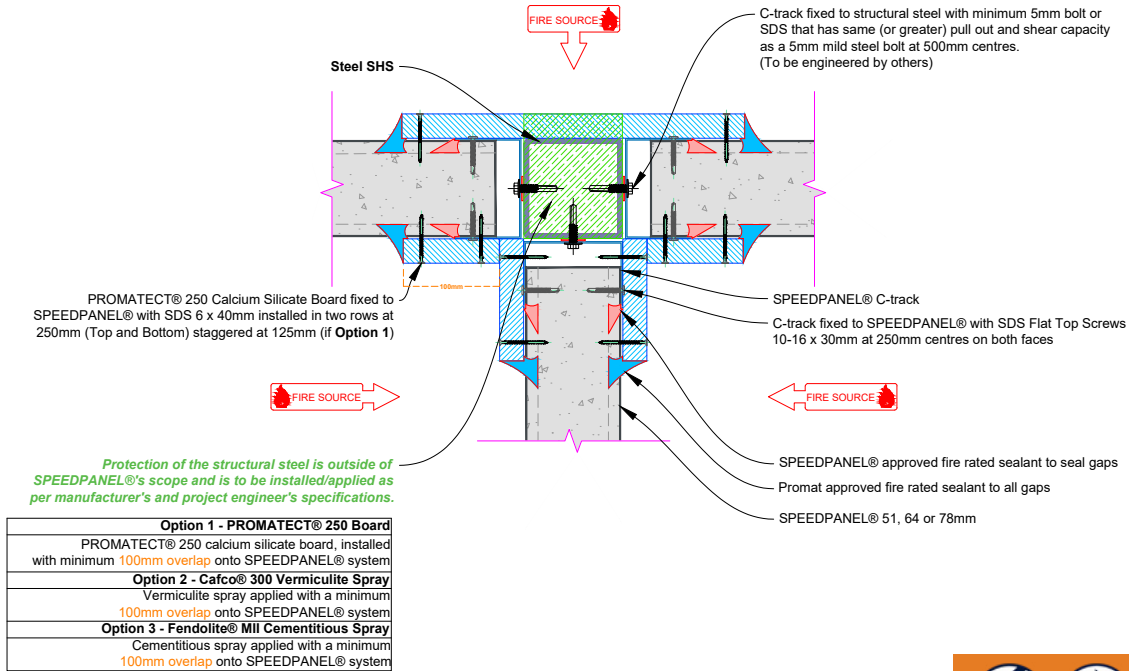 FIRE SOURCE
C-track fixed to structural steel with minimum 5mm bolt or
SDS that has same (or greater) pull out and shear capacity
as a 5mm mild steel bolt at 500mm centres.
(To be engineered by others)
Steel SHS
100mm
PROMATECT® 250 Calcium Silicate Board fixed to
SPEEDPANEL® with SDS 6 x 40mm installed in two rows at
250mm (Top and Bottom) staggered at 125mm (if Option 1)
SPEEDPANEL® C-track
C-track fixed to SPEEDPANEL® with SDS Flat Top Screws
10-16 x 30mm at 250mm centres on both faces
FIRE SOURCE
FIRE SOURCE
Protection of the structural steel is outside of
SPEEDPANEL®'s scope and is to be installed/applied as
per manufacturer's and project engineer's specifications.
SPEEDPANEL® approved fire rated sealant to seal gaps
Promat approved fire rated sealant to all gaps
SPEEDPANEL® 51, 64 or 78mm
Option 1 - PROMATECT® 250 Board
PROMATECT® 250 calcium silicate board, installed
with minimum 100mm overlap onto SPEEDPANEL® system
Option 2 - Cafco® 300 Vermiculite Spray
Vermiculite spray applied with a minimum
100mm overlap onto SPEEDPANEL® system
Option 3 - Fendolite® MII Cementitious Spray
Cementitious spray applied with a minimum
100mm overlap onto SPEEDPANEL® system